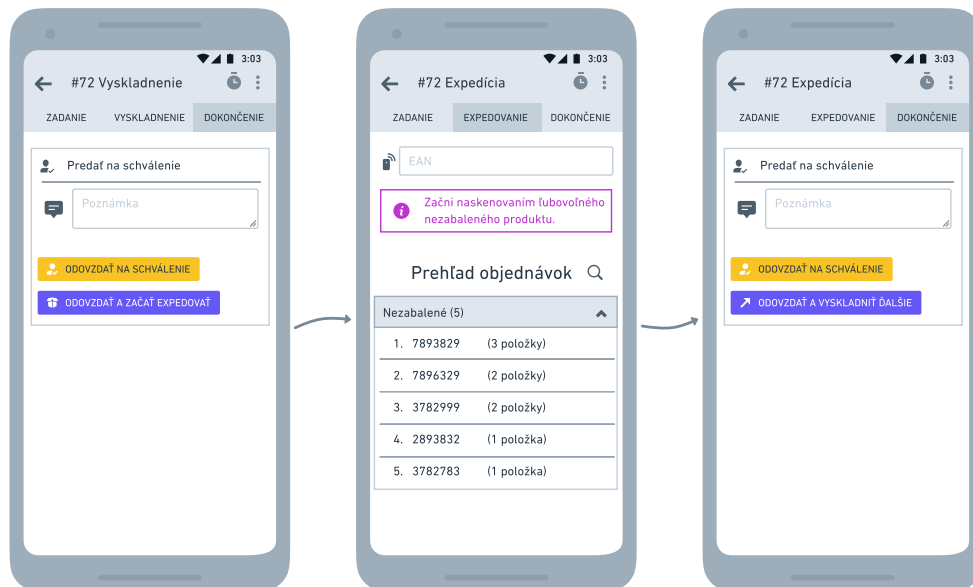 3:03
#72 Vyskladnenie
ZADANIE VYSKLADNENIE DOKONČENIE
Predať na schválenie
Poznámka
ODOVZDAŤ NA SCHVÁLENIE
ODOVZDAŤ A ZAČAŤ EXPEDOVAŤ
3:03
#72 Expedícia
ZADANIE EXPEDOVANIE DOKONČENIE
EAN
Začni naskenovaním ľubovoľného
nezabaleného produktu.
Prehľad objednávok
Nezabalené (5)
1. 7893829 (3 položky)
2. 7896329 (2 položky)
3. 3782999 (2 položky)
4. 2893832 (1 položka)
5. 3782783 (1 položka)
3:03
#72 Expedícia
ZADANIE EXPEDOVANIE DOKONČENIE
Predať na schválenie
Poznámka
ODOVZDAŤ NA SCHVÁLENIE
ODOVZDAŤ A VYSKLADNIŤ ĎALŠIE